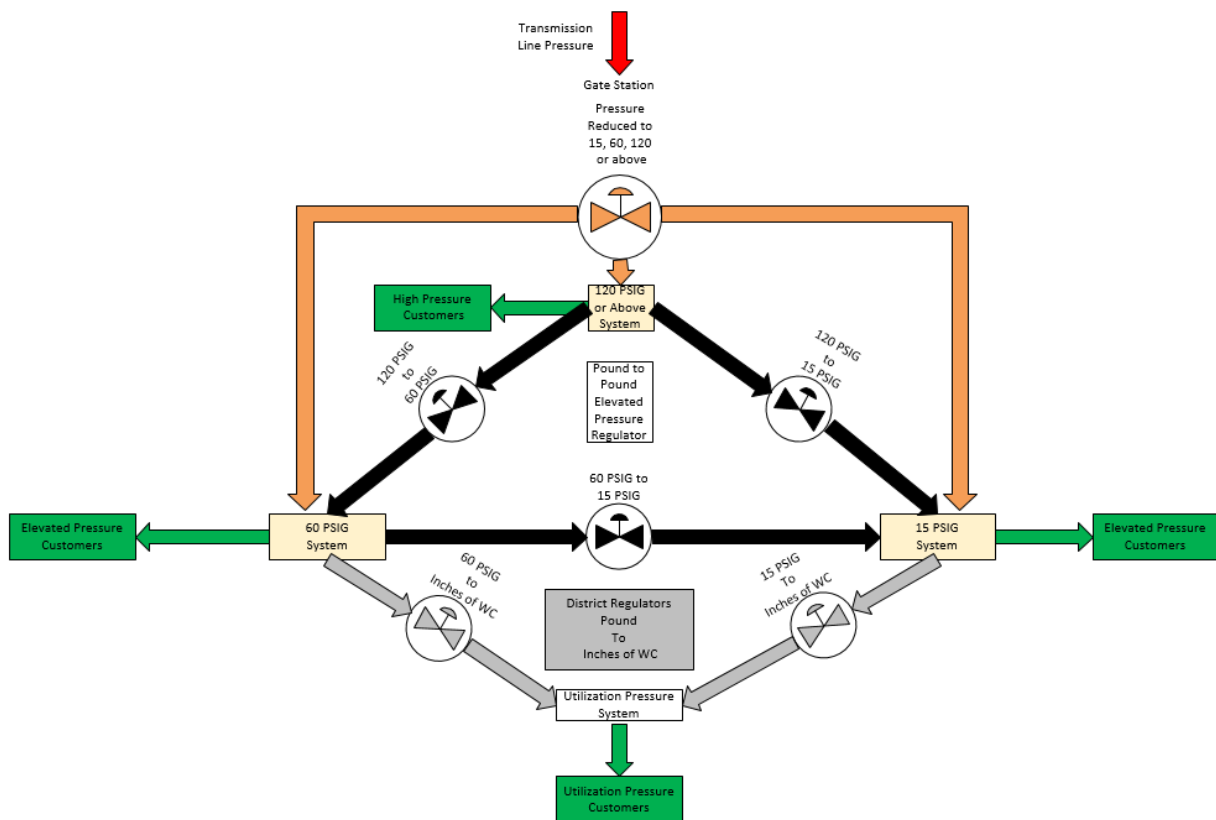 Transmission
Line Pressure
Gate Station
Pressure
Reduced to
15, 60, 120
or above
High Pressure
Customers
120 PSIG
or Above
System
120 PSIG
to
60 PSIG
Pound to
Pound
Elevated
Pressure
Regulator
120 PSIG
to
15 PSIG
60 PSIG to
15 PSIG
Elevated Pressure
Customers
60 PSIG
System
15 PSIG
System
Elevated Pressure
Customers
60 PSIG
to
Inches of WC
District Regulators
Pound
To
Inches of WC
15 PSIG
To
Inches of WC
Utilization Pressure
System
Utilization Pressure
Customers